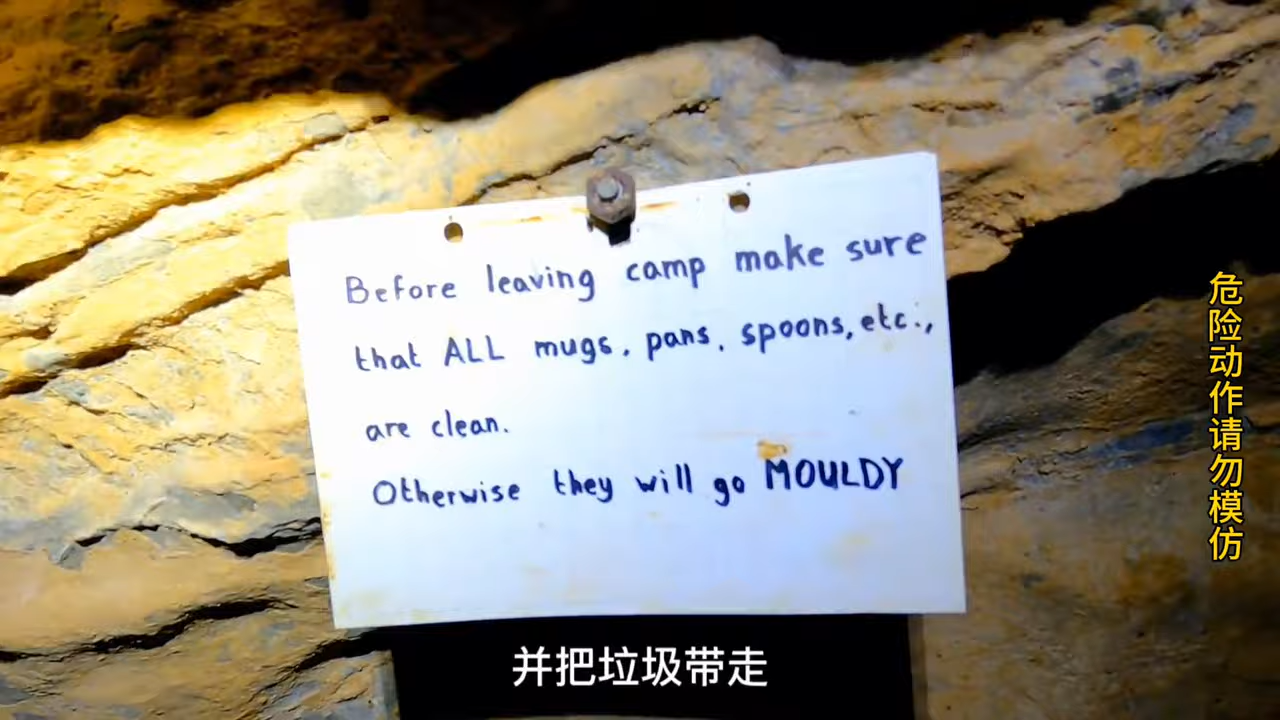 Before leaving camp make sure
that ALL mugs, pans, spoons, etc.,
are clean.
Otherwise they will go MOULDY
危险动作请勿模仿
并把垃圾带走